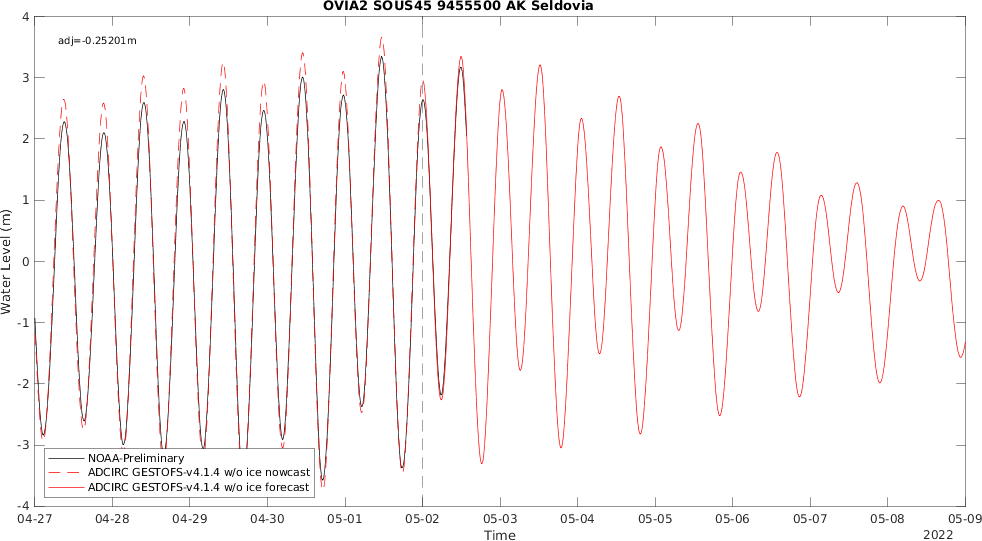 OVIA2 SOUS45 9455500 AK Seldovia
adj=-0.25201m
Water Level (m)
4
3
2
1
0
-1
-2
-3
-4
NOAA-Preliminary
ADCIRC GESTOFS-v4.1.4 w/o ice nowcast
ADCIRC GESTOFS-v4.1.4 w/o ice forecast
04-27 04-28 04-29 04-30 05-01 05-02 05-03 05-04 05-05 05-06 05-07 05-08 05-09
Time
2022